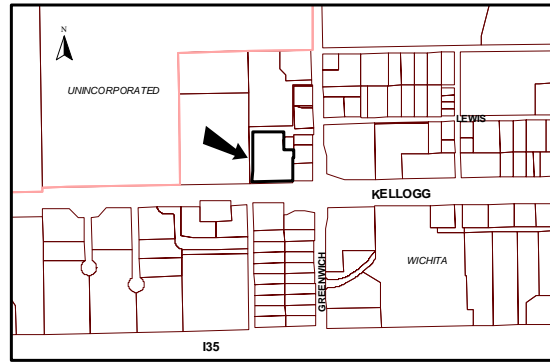 N
UNINCORPORATED
LEWIS
KELLOGG
WICHITA
GREENWICH
I35